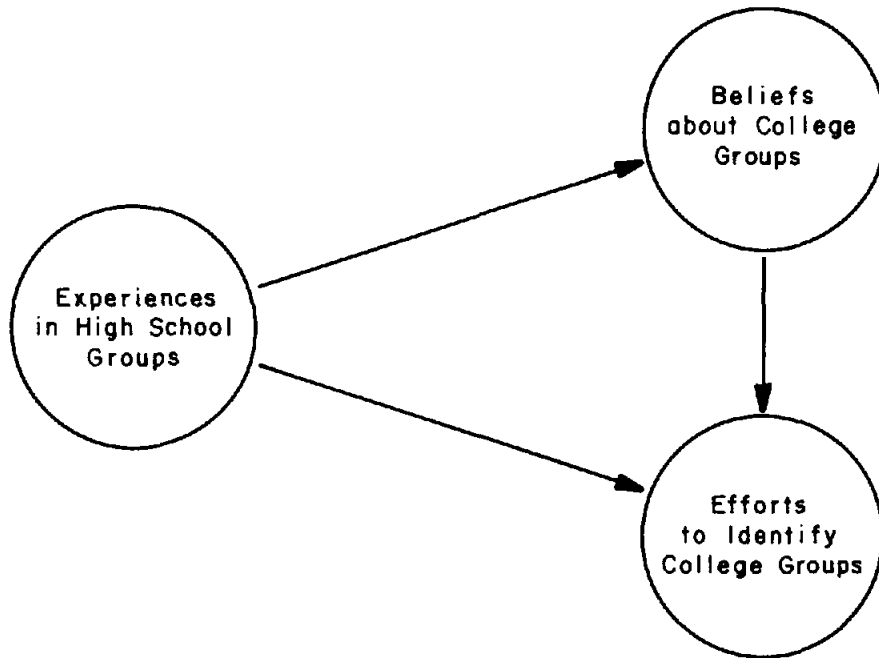 Beliefs
about College
Groups
Experiences
in High School
Groups
Efforts
to Identify
College Groups